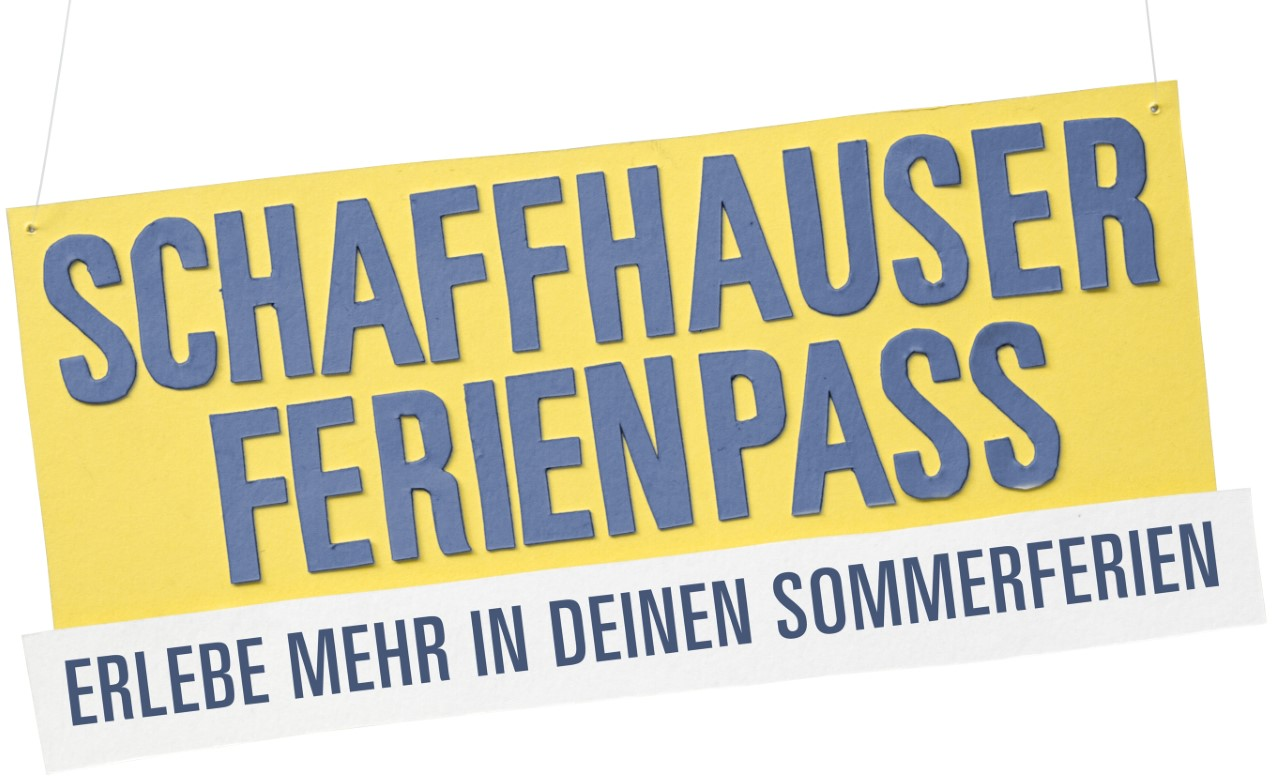 SCHAFFHAUSER
FERIENPASS
ERLEBE MEHR IN DEINEN SOMMERFERIEN